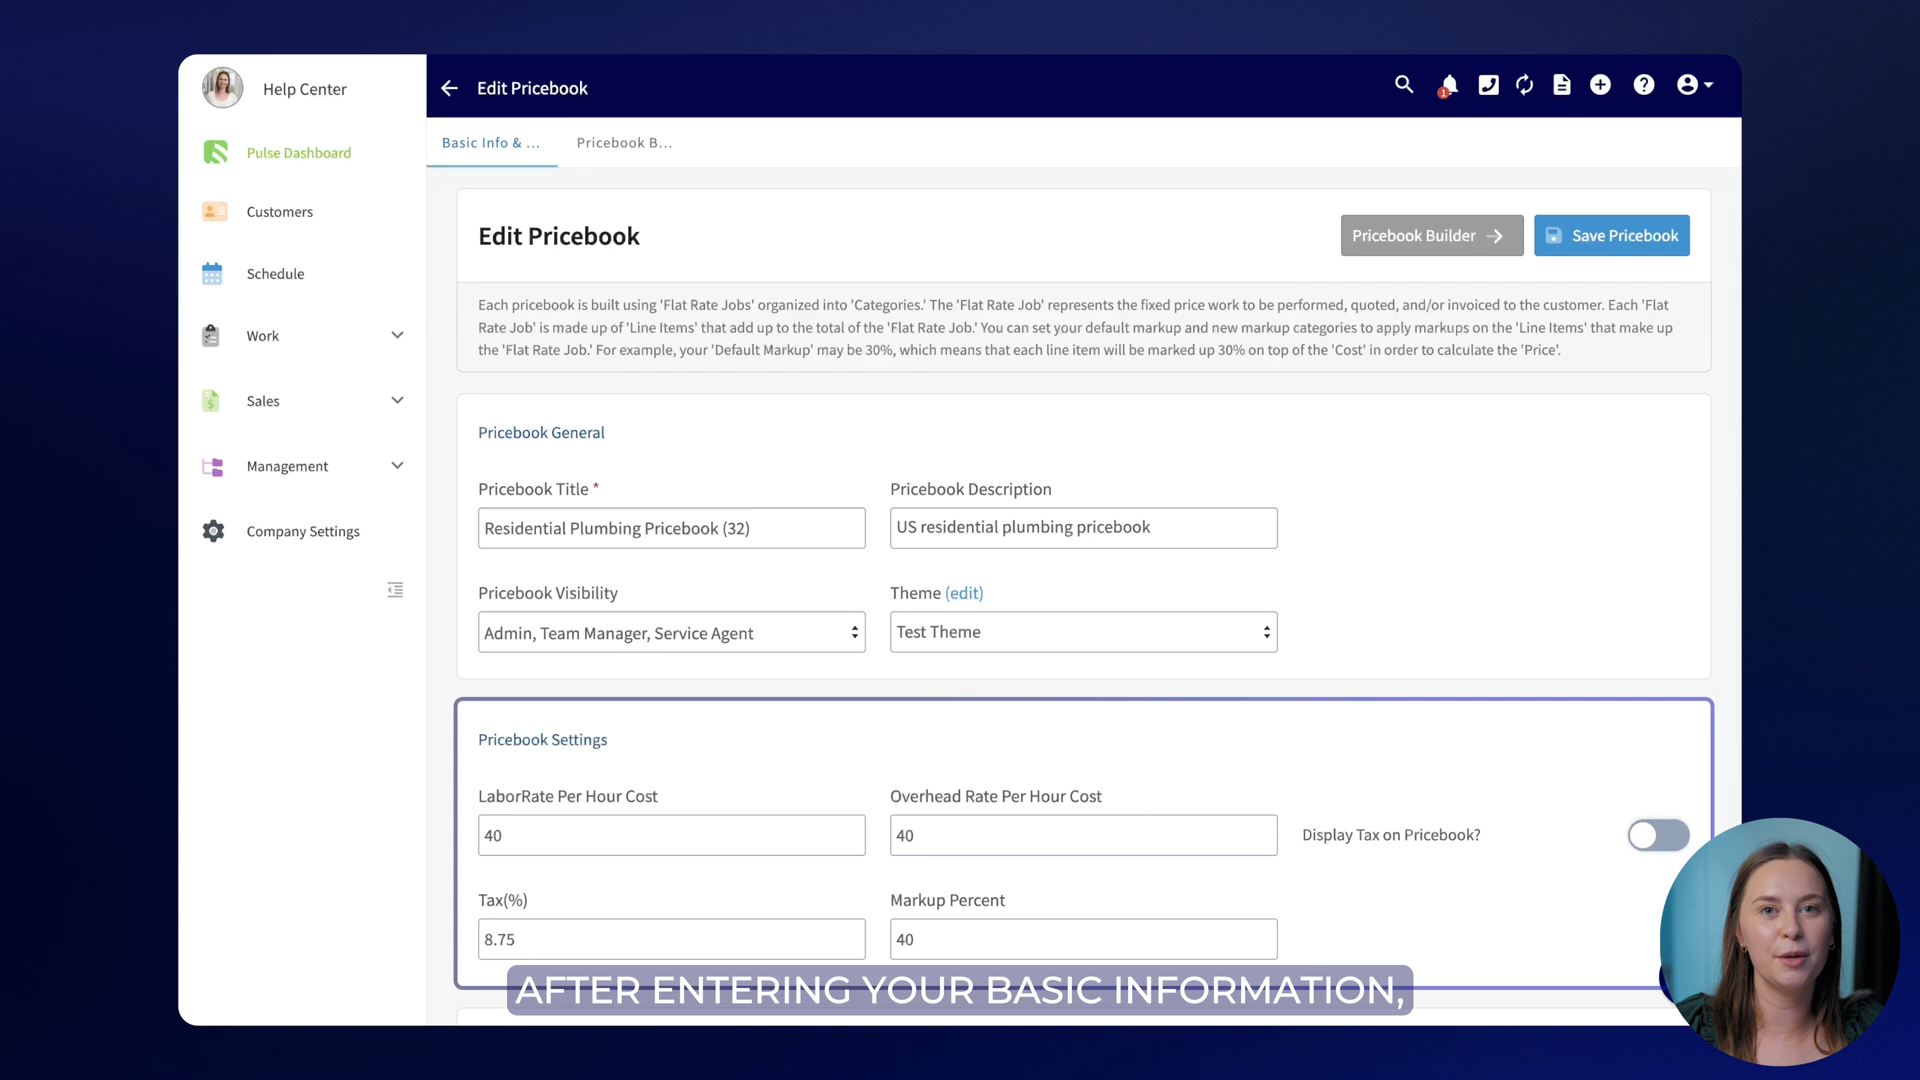 Help Center
Edit Pricebook
1
Pulse Dashboard
Customers
Schedule
Work
Sales
Management
Company Settings
Basic Info & ...
Pricebook B...
Edit Pricebook
Pricebook Builder
Save Pricebook
Each pricebook is built using 'Flat Rate Jobs' organized into 'Categories.' The 'Flat Rate Job' represents the fixed price work to be performed, quoted, and/or invoiced to the customer. Each 'Flat
Rate Job' is made up of 'Line Items' that add up to the total of the 'Flat Rate Job.' You can set your default markup and new markup categories to apply markups on the 'Line Items' that make up
the 'Flat Rate Job.' For example, your 'Default Markup' may be 30%, which means that each line item will be marked up 30% on top of the 'Cost' in order to calculate the 'Price'.
Pricebook General
Pricebook Title *
Pricebook Description
Residential Plumbing Pricebook (32)
US residential plumbing pricebook
Pricebook Visibility
Theme (edit)
Admin, Team Manager, Service Agent
Test Theme
Pricebook Settings
LaborRate Per Hour Cost
Overhead Rate Per Hour Cost
40
40
Display Tax on Pricebook?
Tax(%)
Markup Percent
8.75
40
AFTER ENTERING YOUR BASIC INFORMATION,